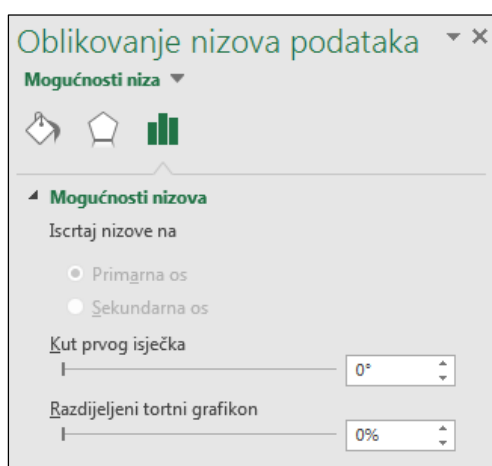 Oblikovanje nizova podataka
Mogućnosti niza
Mogućnosti nizova
Iscrtaj nizove na
Primarna os
Sekundarna os
Kut prvog isječka
0°
Razdijeljeni tortni grafikon
0%